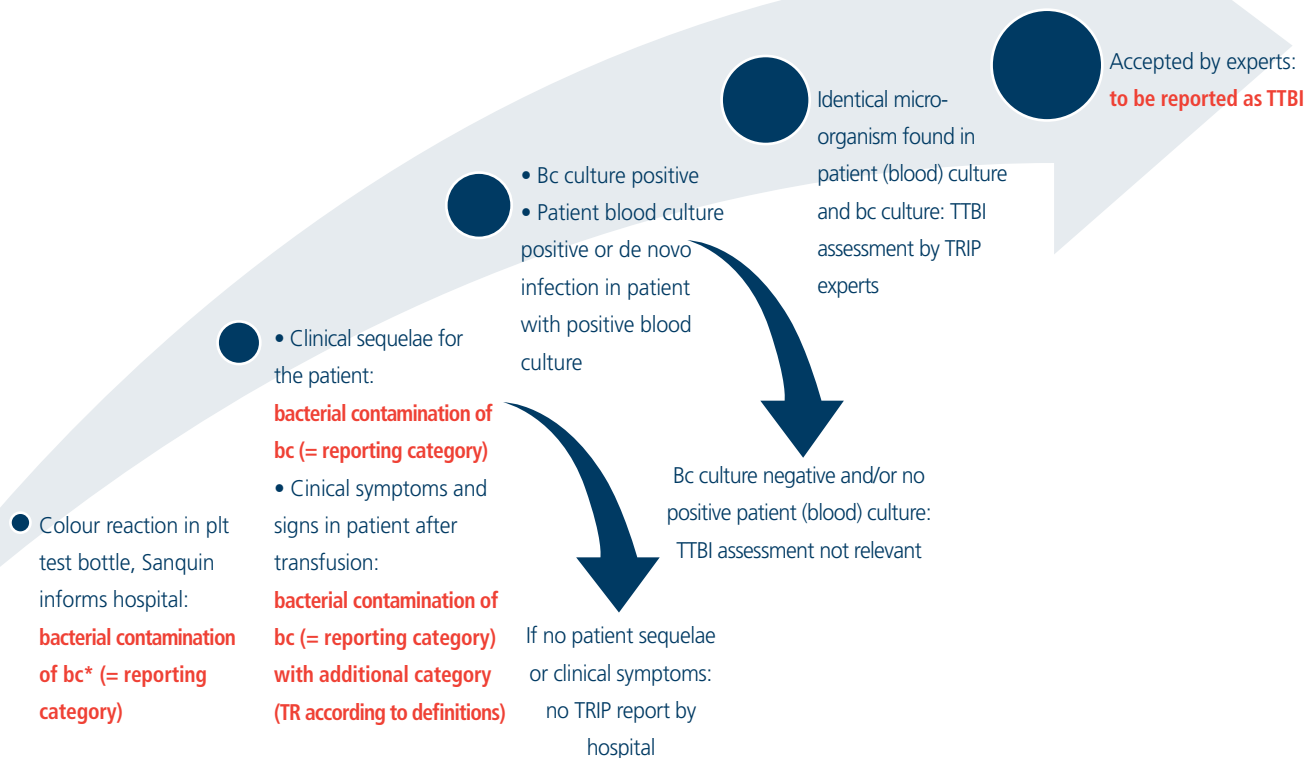 Colour reaction in plt
test bottle, Sanquin
informs hospital:
bacterial contamination
of bc* (= reporting
category)
• Clinical sequelae for
the patient:
bacterial contamination of
bc (= reporting category)
• Cinical symptoms and
signs in patient after
transfusion:
bacterial contamination of
bc (= reporting category)
with additional category
(TR according to definitions)
If no patient sequelae
or clinical symptoms:
no TRIP report by
hospital
• Bc culture positive
• Patient blood culture
positive or de novo
infection in patient
with positive blood
culture
Bc culture negative and/or no
positive patient (blood) culture:
TTBI assessment not relevant
Identical micro-
organism found in
patient (blood) culture
and bc culture: TTBI
assessment by TRIP
experts
Accepted by experts:
to be reported as TTBI